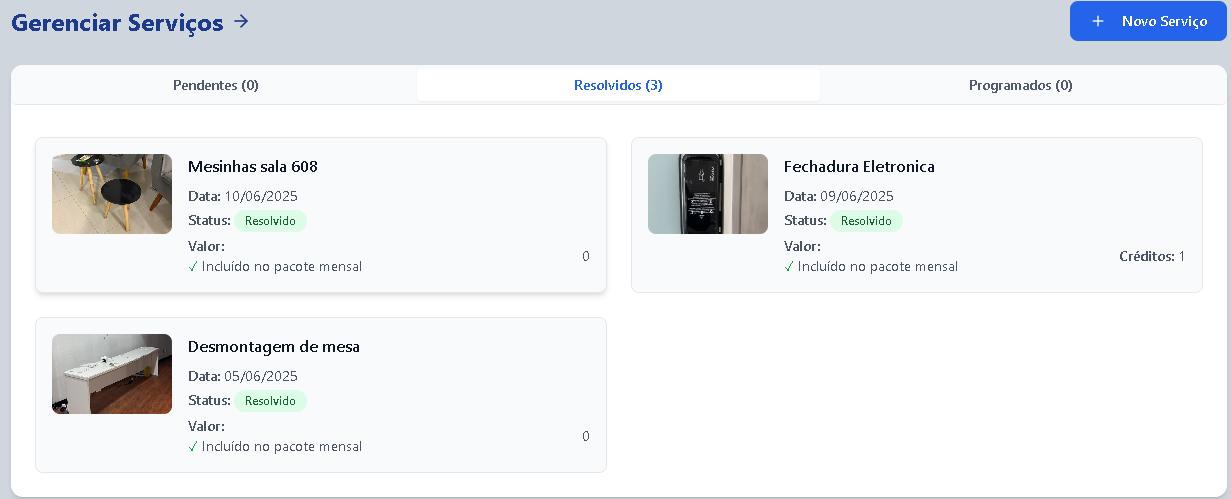 Gerenciar Serviços →
+ Novo Serviço
Pendentes (0)
Resolvidos (3)
Programados (0)
Mesinhas sala 608
Data: 10/06/2025
Status: Resolvido
Valor:
✓ Incluído no pacote mensal
0
Fechadura Eletronica
Data: 09/06/2025
Status: Resolvido
Valor:
✓ Incluído no pacote mensal
Créditos: 1
Desmontagem de mesa
Data: 05/06/2025
Status: Resolvido
Valor:
✓ Incluído no pacote mensal
0